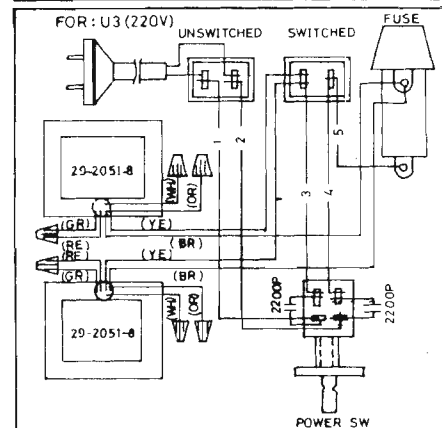 FOR:U3(220V)
UNSWITCHED
SWITCHED
FUSE
1
2
3
4
5
29-2051-8
(WH)
(OR)
(GR)
(YE)
(RE)
(BR)
(RE)
(YE)
(GR)
(BR)
29-2051-8
(WH)
(OR)
2200P
2200P
POWER SW